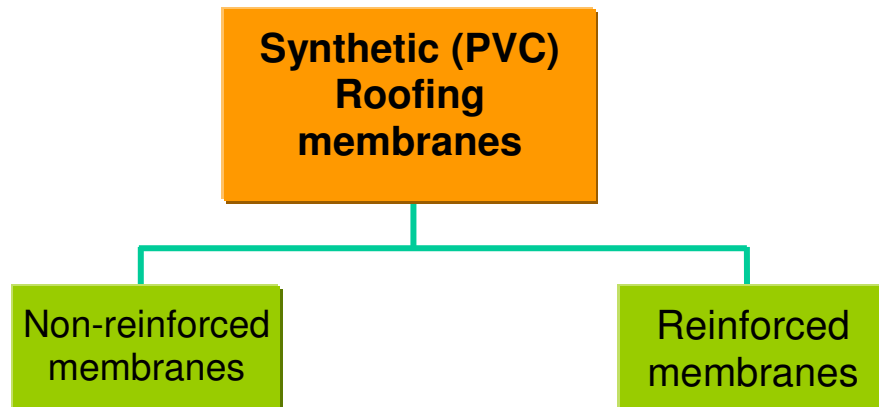 Synthetic (PVC)
Roofing
membranes
Non-reinforced
membranes
Reinforced
membranes